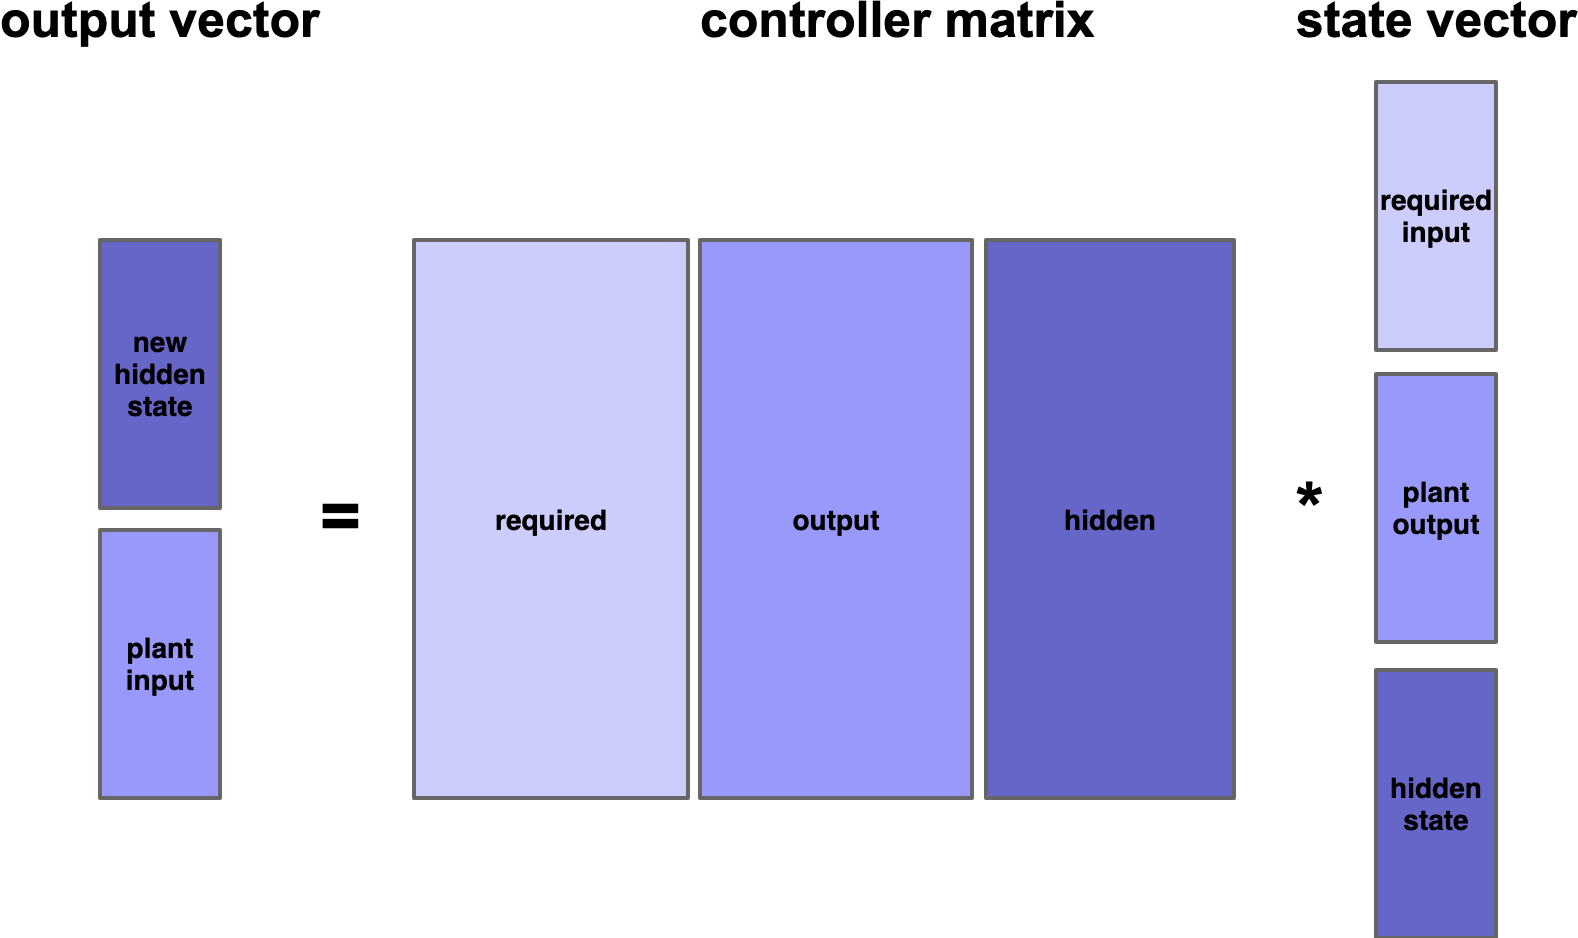 output vector
controller matrix
state vector
new
hidden
state
plant
input
=
required
output
hidden
*
required
input
plant
output
hidden
state